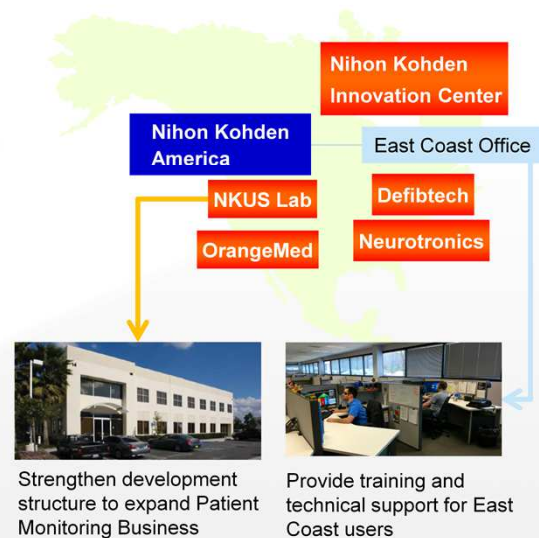 Nihon Kohden
Innovation Center
Nihon Kohden
America
East Coast Office
NKUS Lab
Defibtech
OrangeMed
Neurotronics
Strengthen development
structure to expand Patient
Monitoring Business
Provide training and
technical support for East
Coast users